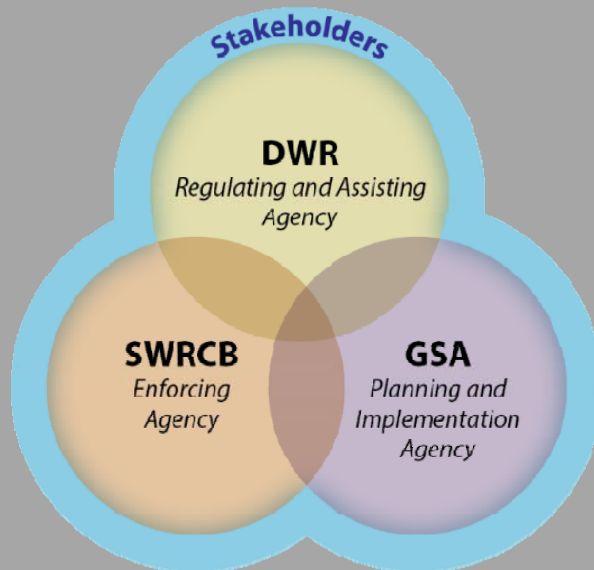 Stakeholders
DWR
Regulating and Assisting
Agency
SWRCB
Enforcing
Agency
GSA
Planning and
Implementation
Agency